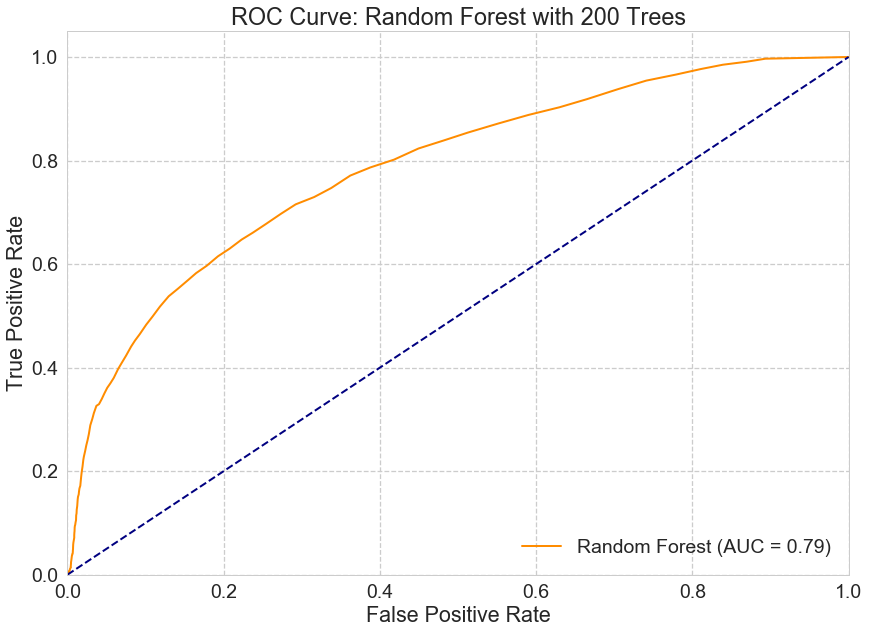 ROC Curve: Random Forest with 200 Trees
True Positive Rate
1.0
0.8
0.6
0.4
0.2
0.0
Random Forest (AUC = 0.79)
0.0 0.2 0.4 0.6 0.8 1.0
False Positive Rate